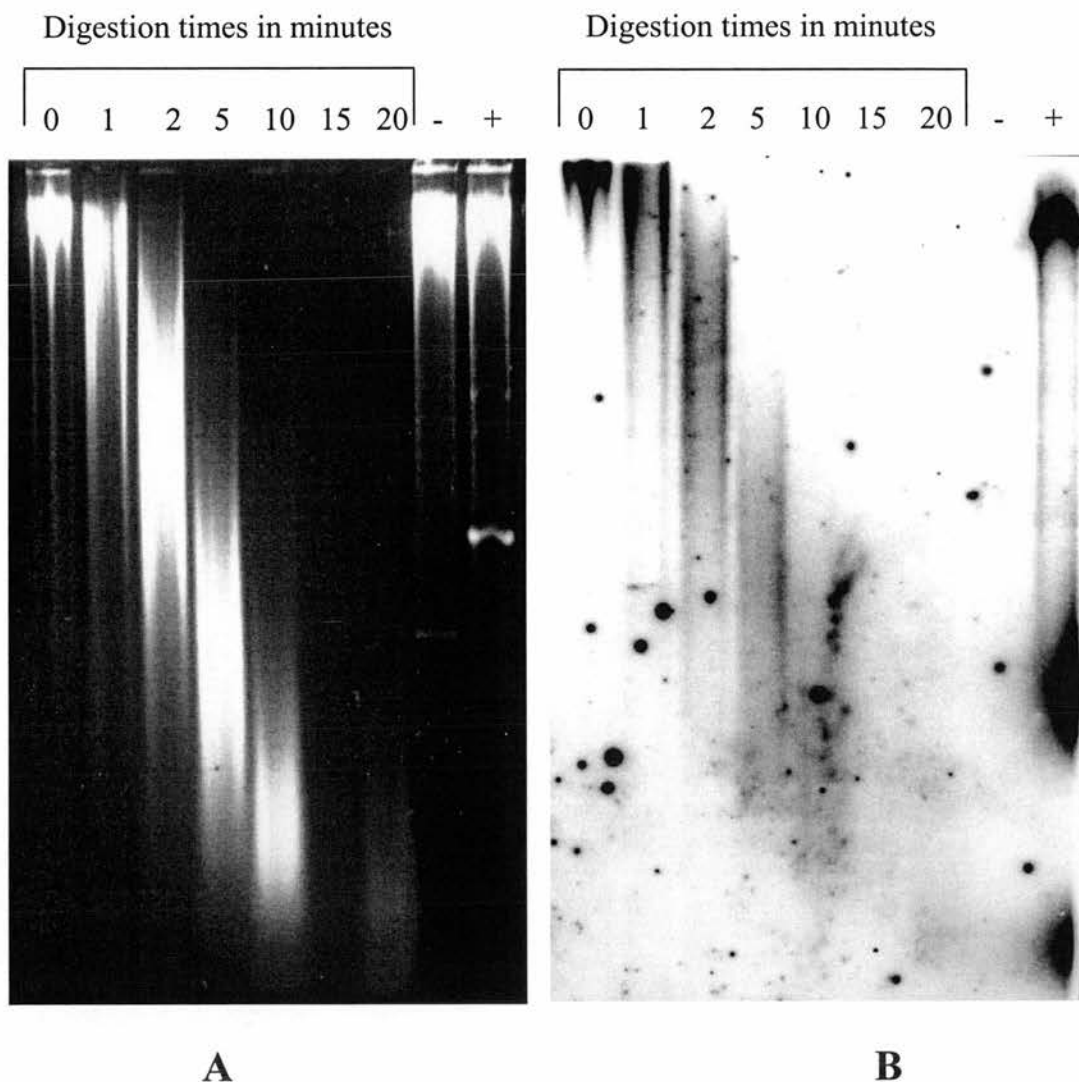 Digestion times in minutes
0 1 2 5 10 15 20 - +
Digestion times in minutes
0 1 2 5 10 15 20 - +
A
B